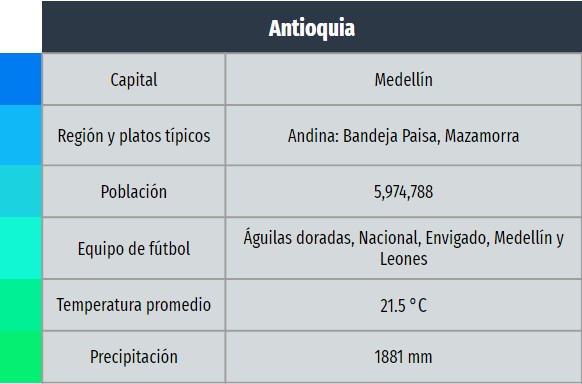 Antioquia
Capital
Medellín
Región y platos típicos
Andina: Bandeja Paisa, Mazamorra
Población
5,974,788
Equipo de fútbol
Águilas doradas, Nacional, Envigado, Medellín y
Leones
Temperatura promedio
21.5 °C
Precipitación
1881 mm